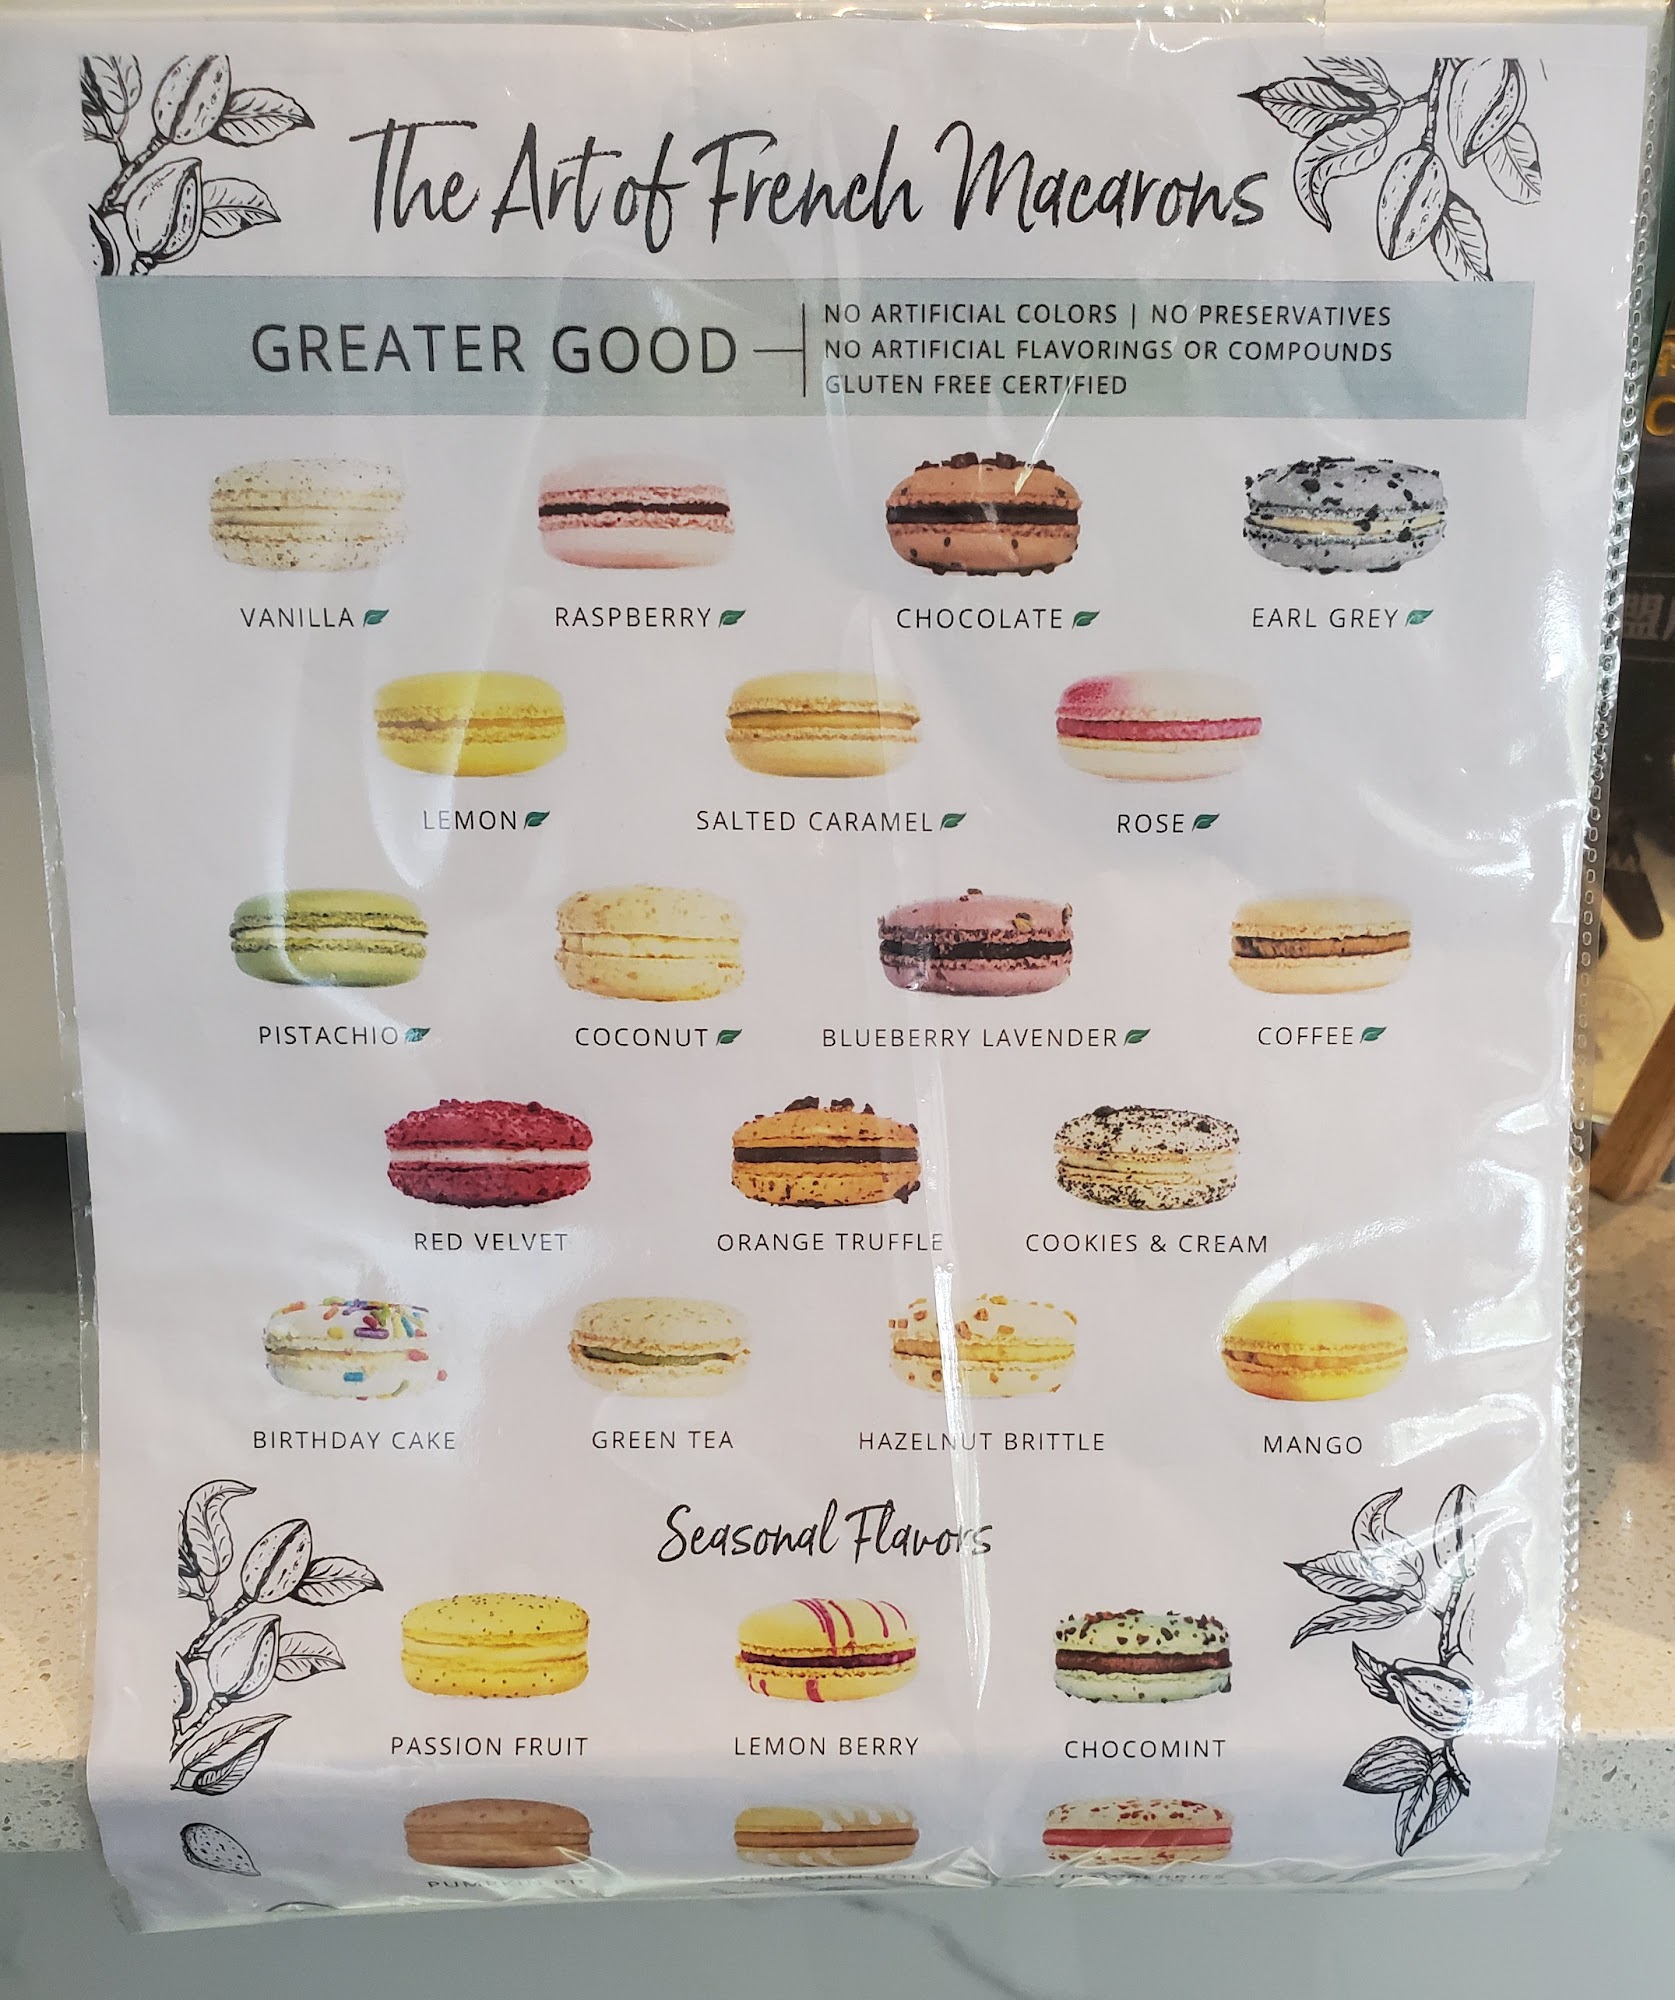 The Art of French Macarons
GREATER GOOD
NO ARTIFICIAL COLORS | NO PRESERVATIVES
NO ARTIFICIAL FLAVORINGS OR COMPOUNDS
GLUTEN FREE CERTIFIED
VANILLA RASPBERRY CHOCOLATE EARL GREY
LEMON SALTED CARAMEL ROSE
PISTACHIO COCONUT BLUEBERRY LAVENDER COFFEE
RED VELVET ORANGE TRUFFLE COOKIES & CREAM
BIRTHDAY CAKE GREEN TEA HAZELNUT BRITTLE MANGO
Seasonal Flavors
PASSION FRUIT LEMON BERRY CHOCOMINT